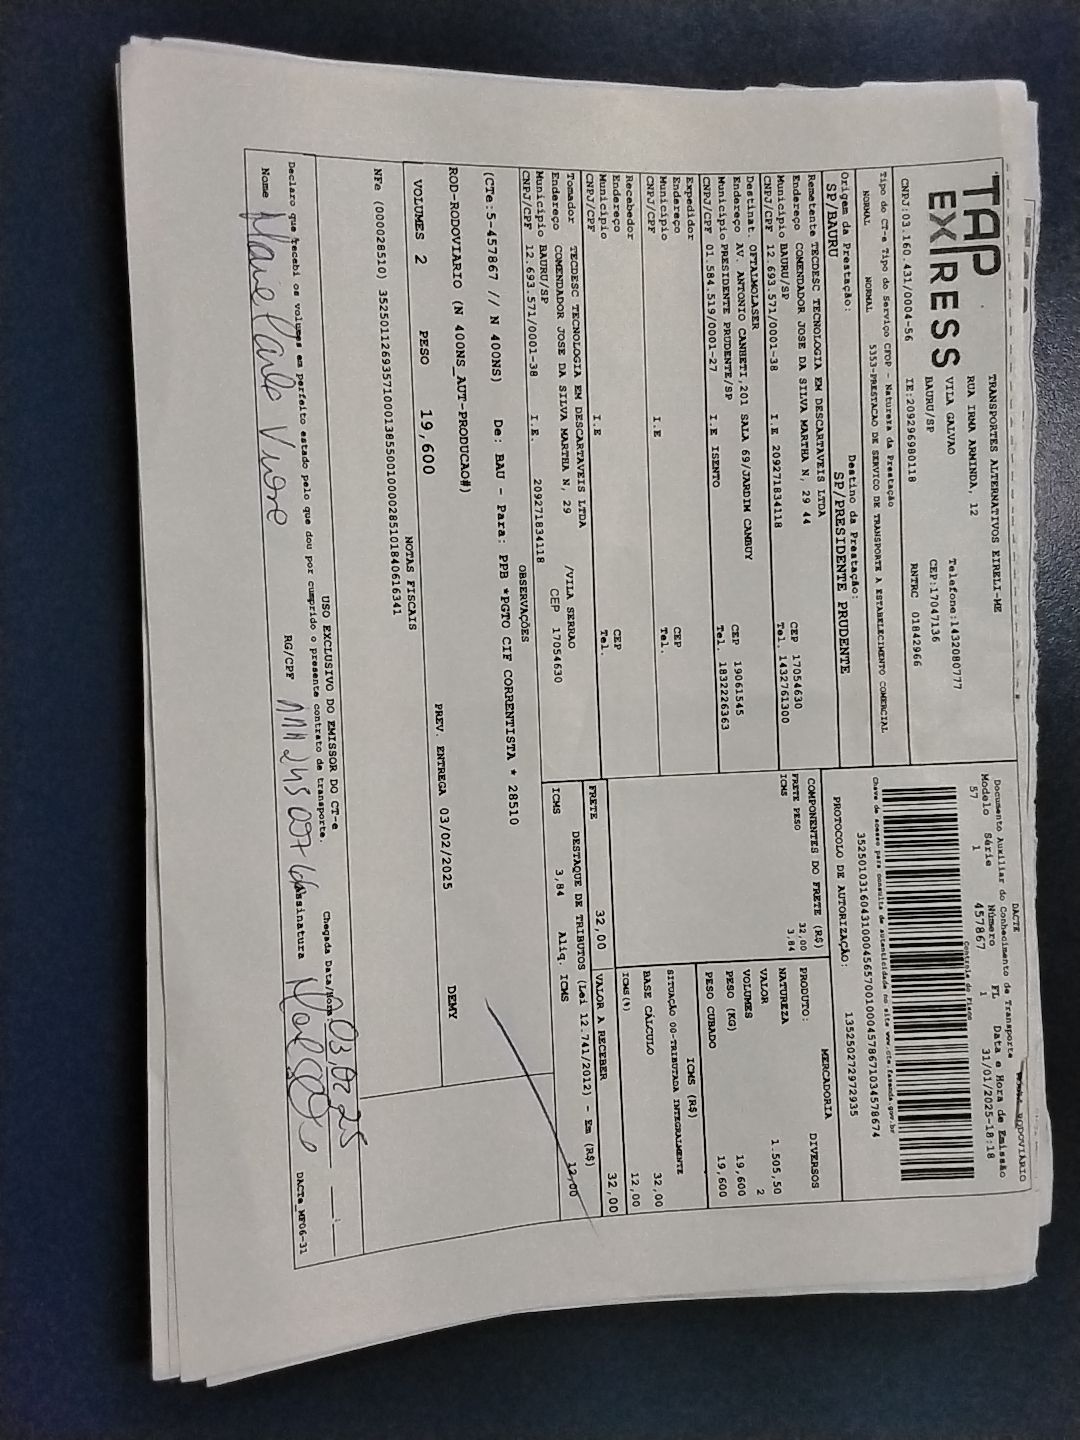 TAP
EXPRESS
TRANSPORTES ALTERNATIVOS EIRELI-ME
RUA IRMA ARMINDA, 12
VILA GALVAO Telefone:1432080777
BAURU/SP CEP:17047136
CNPJ:03.160.431/0004-56 IE:209296980118 RNTRC 01842966
DACTE
Documento Auxiliar do Conhecimento de Transporte
Modelo Série Número FL Data e Hora de Emissão
57 1 457867 1 31/01/2025-18:18
Controle do Fisco
Chave de acesso para consulta de autenticidade no site www.cte.fazenda.gov.br
35250103160431000456570010004578671034578674
PROTOCOLO DE AUTORIZAÇÃO: 135250272972935
Tipo do CT-e Tipo do Serviço CFOP - Natureza da Prestação
NORMAL NORMAL 5353-PRESTACAO DE SERVICO DE TRANSPORTE A ESTABELECIMENTO COMERCIAL
Origem da Prestação: Destino da Prestação:
SP/BAURU SP/PRESIDENTE PRUDENTE
Remetente TECDESC TECNOLOGIA EM DESCARTAVEIS LTDA
Endereço COMENDADOR JOSE DA SILVA MARTHA N, 29 44
Município BAURU/SP CEP 17054630
CNPJ/CPF 12.693.571/0001-38 I.E 209271834118 Tel. 1432761300
Destinat. OFTALMOLASER
Endereço AV. ANTONIO CANHETI,201 SALA 69/JARDIM CAMBUY
Município PRESIDENTE PRUDENTE/SP CEP 19061545
CNPJ/CPF 01.584.519/0001-27 I.E ISENTO Tel. 1832226363
Expedidor
Endereço
Município CEP
CNPJ/CPF I.E Tel.
Recebedor
Endereço
Município CEP
CNPJ/CPF I.E Tel.
Tomador TECDESC TECNOLOGIA EM DESCARTAVEIS LTDA
Endereço COMENDADOR JOSE DA SILVA MARTHA N, 29 /VILA SERRAO
Município BAURU/SP CEP 17054630
CNPJ/CPF 12.693.571/0001-38 I.E. 209271834118
COMPONENTES DO FRETE (R$)
FRETE PESO 32,00
ICMS 3,84
MERCADORIA
PRODUTO: DIVERSOS
NATUREZA
VALOR 1.505,50
VOLUMES 2
PESO (KG) 19,600
PESO CUBADO 19,600
ICMS (R$)
SITUAÇÃO 00-TRIBUTADA INTEGRALMENTE
BASE CÁLCULO 32,00
ICMS(%) 12,00
FRETE 32,00 VALOR A RECEBER 32,00
DESTAQUE DE TRIBUTOS (Lei 12.741/2012) - Em (R$)
ICMS 3,84 Aliq. ICMS 12,00
OBSERVAÇÕES
(CTe:5-457867 // N 400NS) De: BAU - Para: PPB *PGTO CIF CORRENTISTA * 28510
ROD-RODOVIARIO (N 400NS_AUT-PRODUCAO#)
VOLUMES 2 PESO 19,600 PREV. ENTREGA 03/02/2025 DEMY
NOTAS FISCAIS
NFe (000028510) 35250112693571000138550010000285101840616341
USO EXCLUSIVO DO EMISSOR DO CT-e
Declaro que recebi os volumes em perfeito estado pelo que dou por cumprido o presente contrato de transporte. Chegada Data/Hora: 03 02 25
Nome RG/CPF Assinatura
DACTe_MF06-31